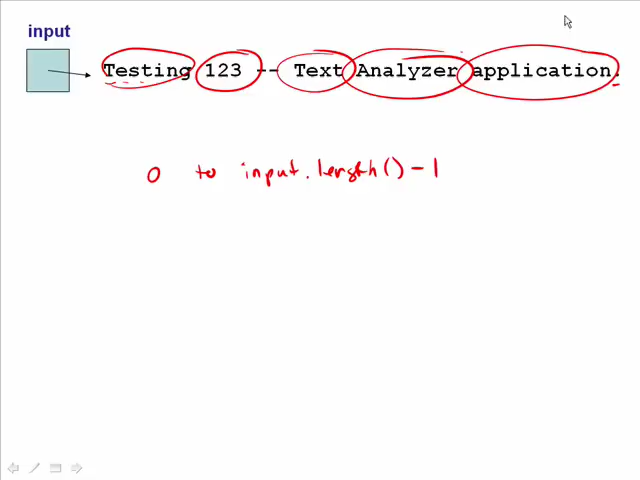 input
Testing 123 -- Text Analyzer application.
0 to input.length() - 1